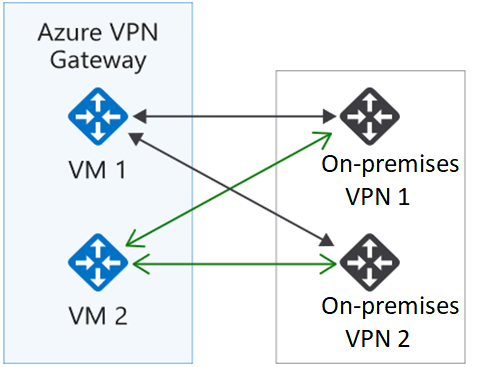 Azure VPN
Gateway
VM 1
VM 2
On-premises
VPN 1
On-premises
VPN 2